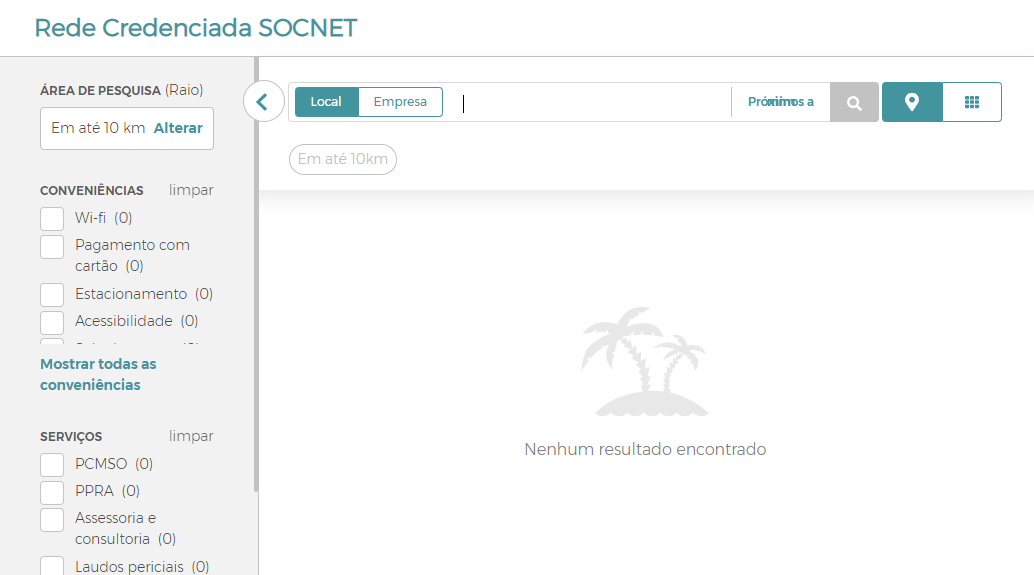 Rede Credenciada SOCNET
ÁREA DE PESQUISA (Raio)
Em até 10 km Alterar
CONVENIÊNCIAS limpar
Wi-fi (0)
Pagamento com
cartão (0)
Estacionamento (0)
Acessibilidade (0)
Mostrar todas as
conveniências
SERVIÇOS limpar
PCMSO (0)
PPRA (0)
Assessoria e
consultoria (0)
Laudos periciais (0)
Local Empresa
Em até 10km
Nenhum resultado encontrado